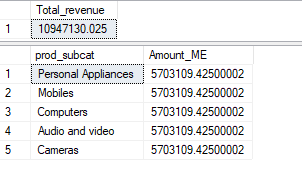 Total_revenue
1 10947130.025
prod_subcat Amount_ME
1 Personal Appliances 5703109.42500002
2 Mobiles 5703109.42500002
3 Computers 5703109.42500002
4 Audio and video 5703109.42500002
5 Cameras 5703109.42500002